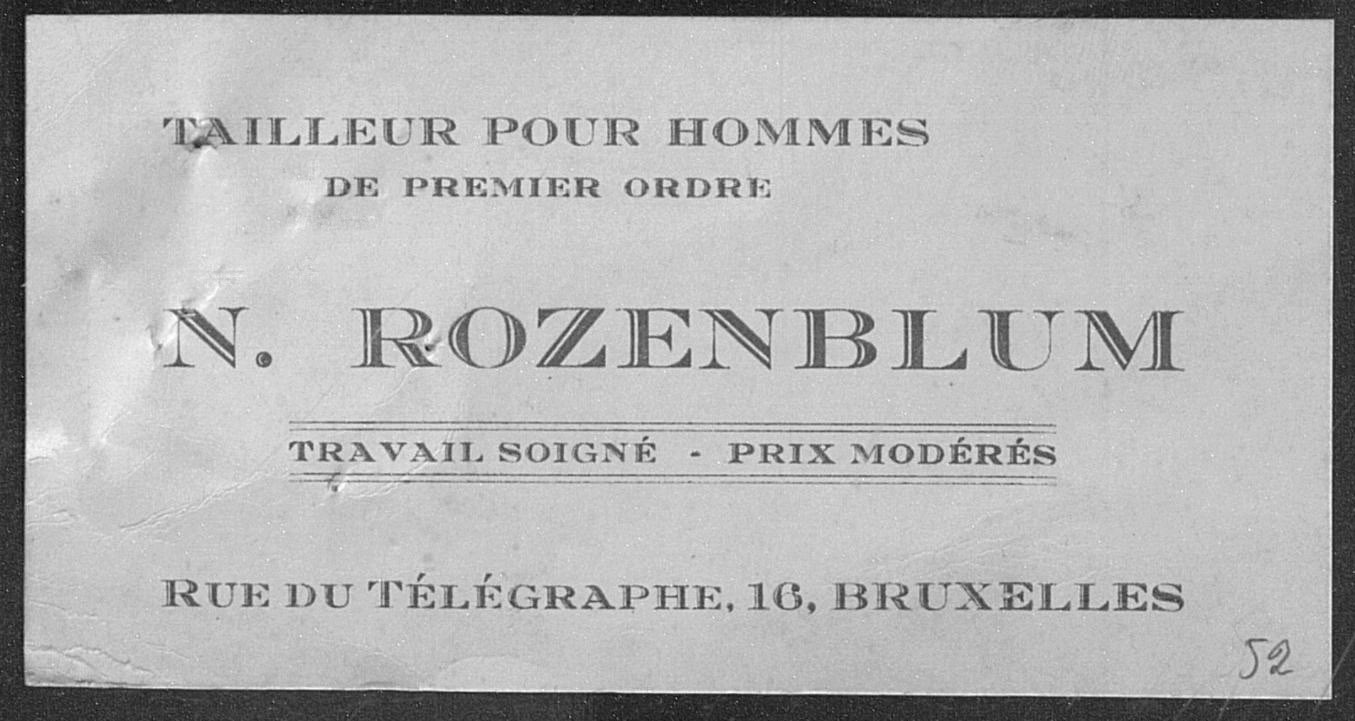 TAILLEUR POUR HOMMES
DE PREMIER ORDRE
N. ROZENBLUM
TRAVAIL SOIGNÉ - PRIX MODÉRÉS
RUE DU TÉLÉGRAPHE, 16, BRUXELLES
52